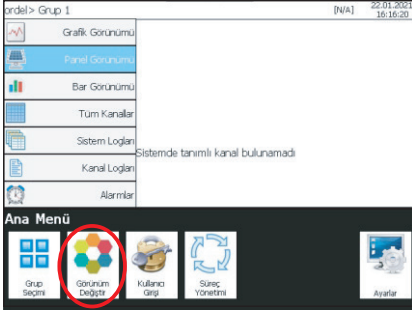 ordel> Grup 1 [N/A] 22.01.2021
16:16:20
Grafik Görünümü
Panel Görünümü
Bar Görünümü
Tüm Kanallar
Sistem Logları
Kanal Logları
Alarmlar
Sistemde tanımlı kanal bulunamadı
Ana Menü
Grup
Seçimi
Görünüm
Değiştir
Kullanıcı
Girişi
Süreç
Yönetimi
Ayarlar